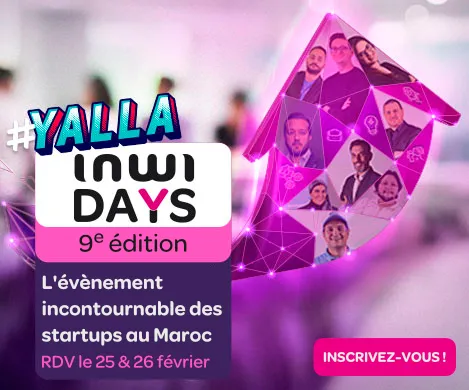 #YALLA
inwi
DAYS
9e édition
L'évènement
incontournable des
startups au Maroc
RDV le 25 & 26 février
INSCRIVEZ-VOUS !